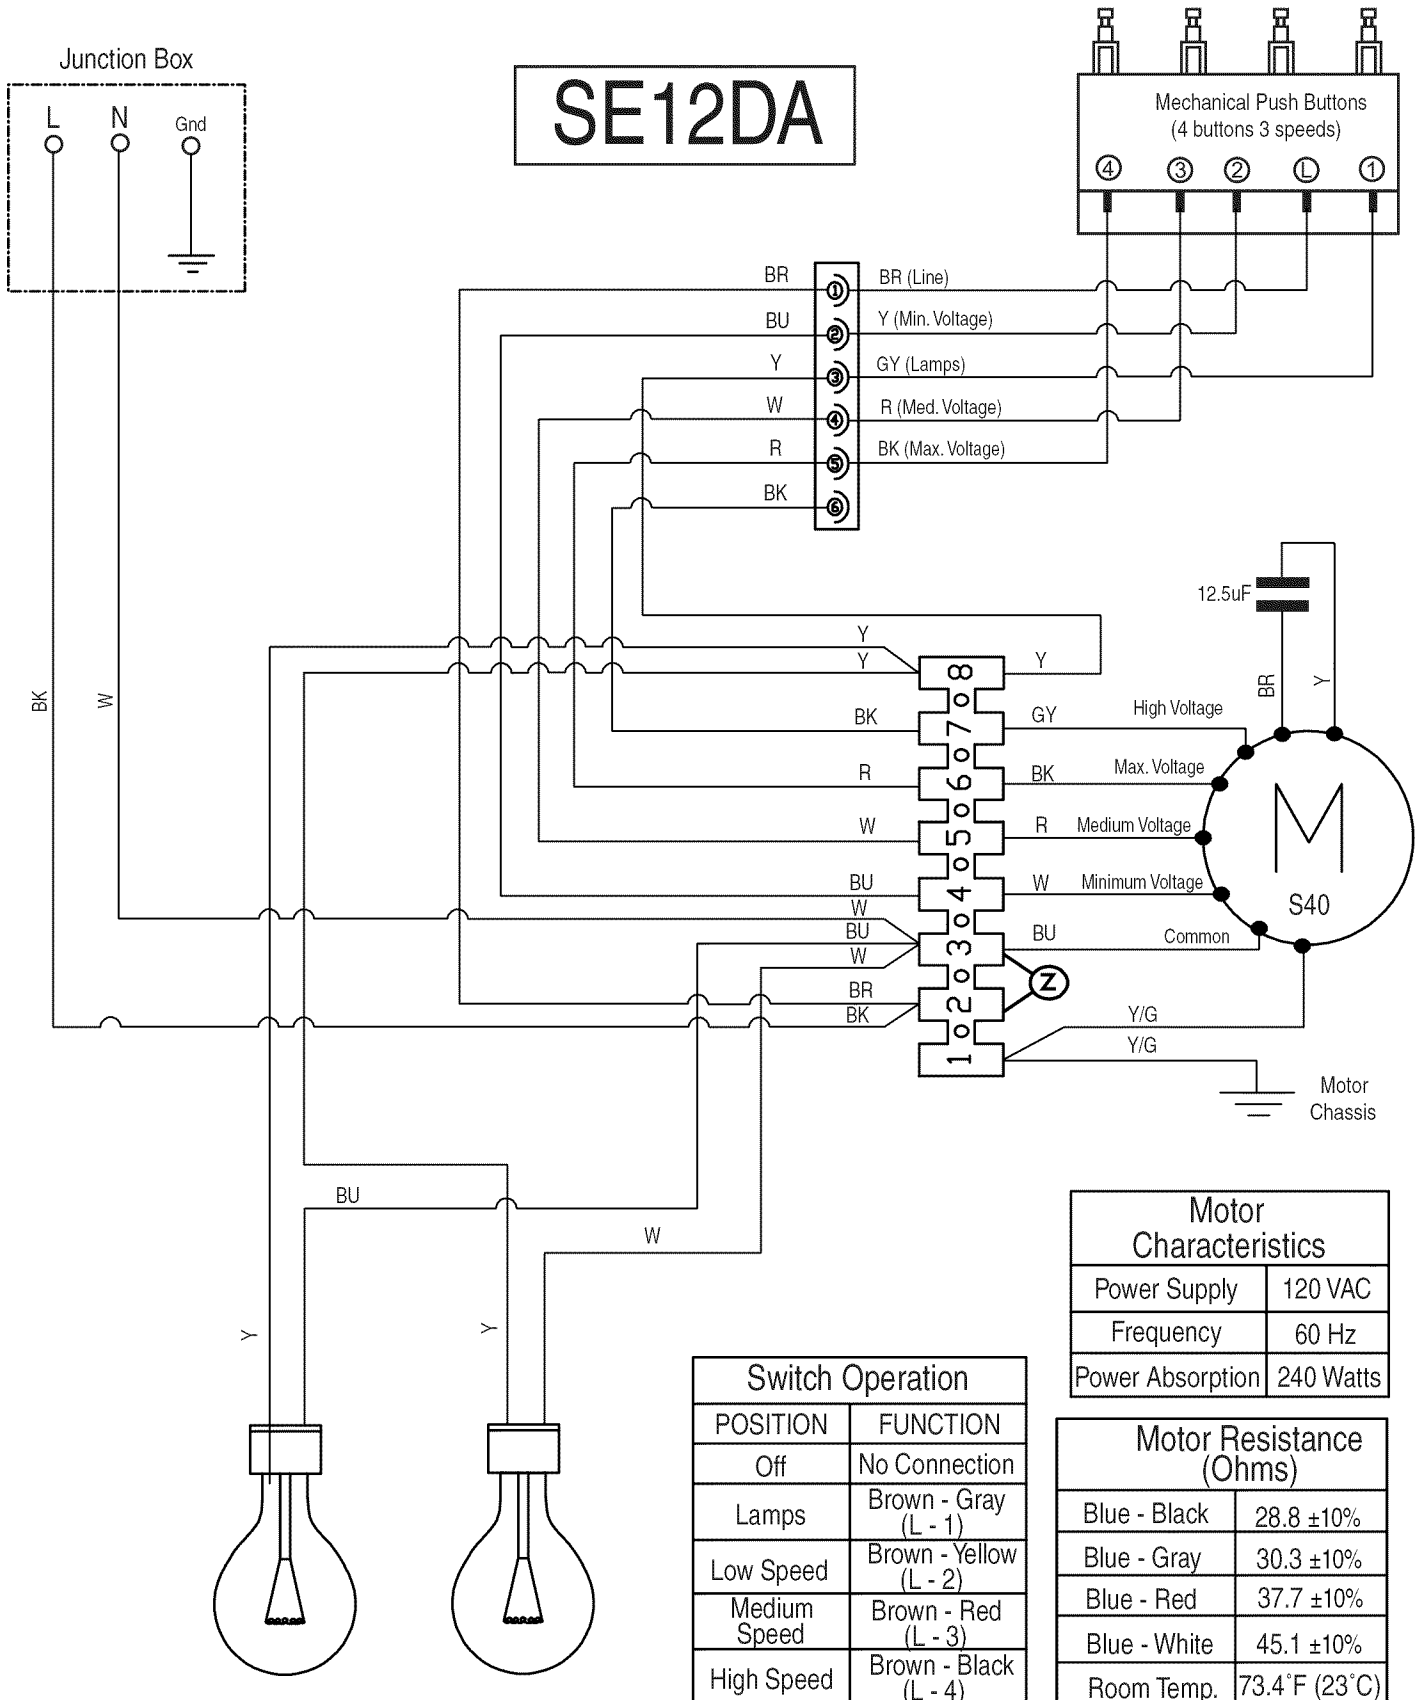 Junction Box
L N Gnd
SE12DA
Mechanical Push Buttons
(4 buttons 3 speeds)
4 3 2 L 1
BR 1 BR (Line)
BU 2 Y (Min. Voltage)
Y 3 GY (Lamps)
W 4 R (Med. Voltage)
R 5 BK (Max. Voltage)
BK 6
12.5uF
BR
Y
BK
W
Y
Y 8 Y
BK 7 GY High Voltage
R 6 BK Max. Voltage
W 5 R Medium Voltage
BU 4 W Minimum Voltage
W
BU 3 BU Common
W
BR 2
BK
1
Z
Y/G
Y/G
M
S40
Motor
Chassis
BU
W
Y
Y
Motor
Characteristics
Power Supply 120 VAC
Frequency 60 Hz
Power Absorption 240 Watts
Switch Operation
POSITION FUNCTION
Off No Connection
Lamps Brown - Gray
(L - 1)
Low Speed Brown - Yellow
(L - 2)
Medium
Speed
Brown - Red
(L - 3)
High Speed Brown - Black
(L - 4)
Motor Resistance
(Ohms)
Blue - Black 28.8 ±10%
Blue - Gray 30.3 ±10%
Blue - Red 37.7 ±10%
Blue - White 45.1 ±10%
Room Temp. 73.4˚F (23˚C)